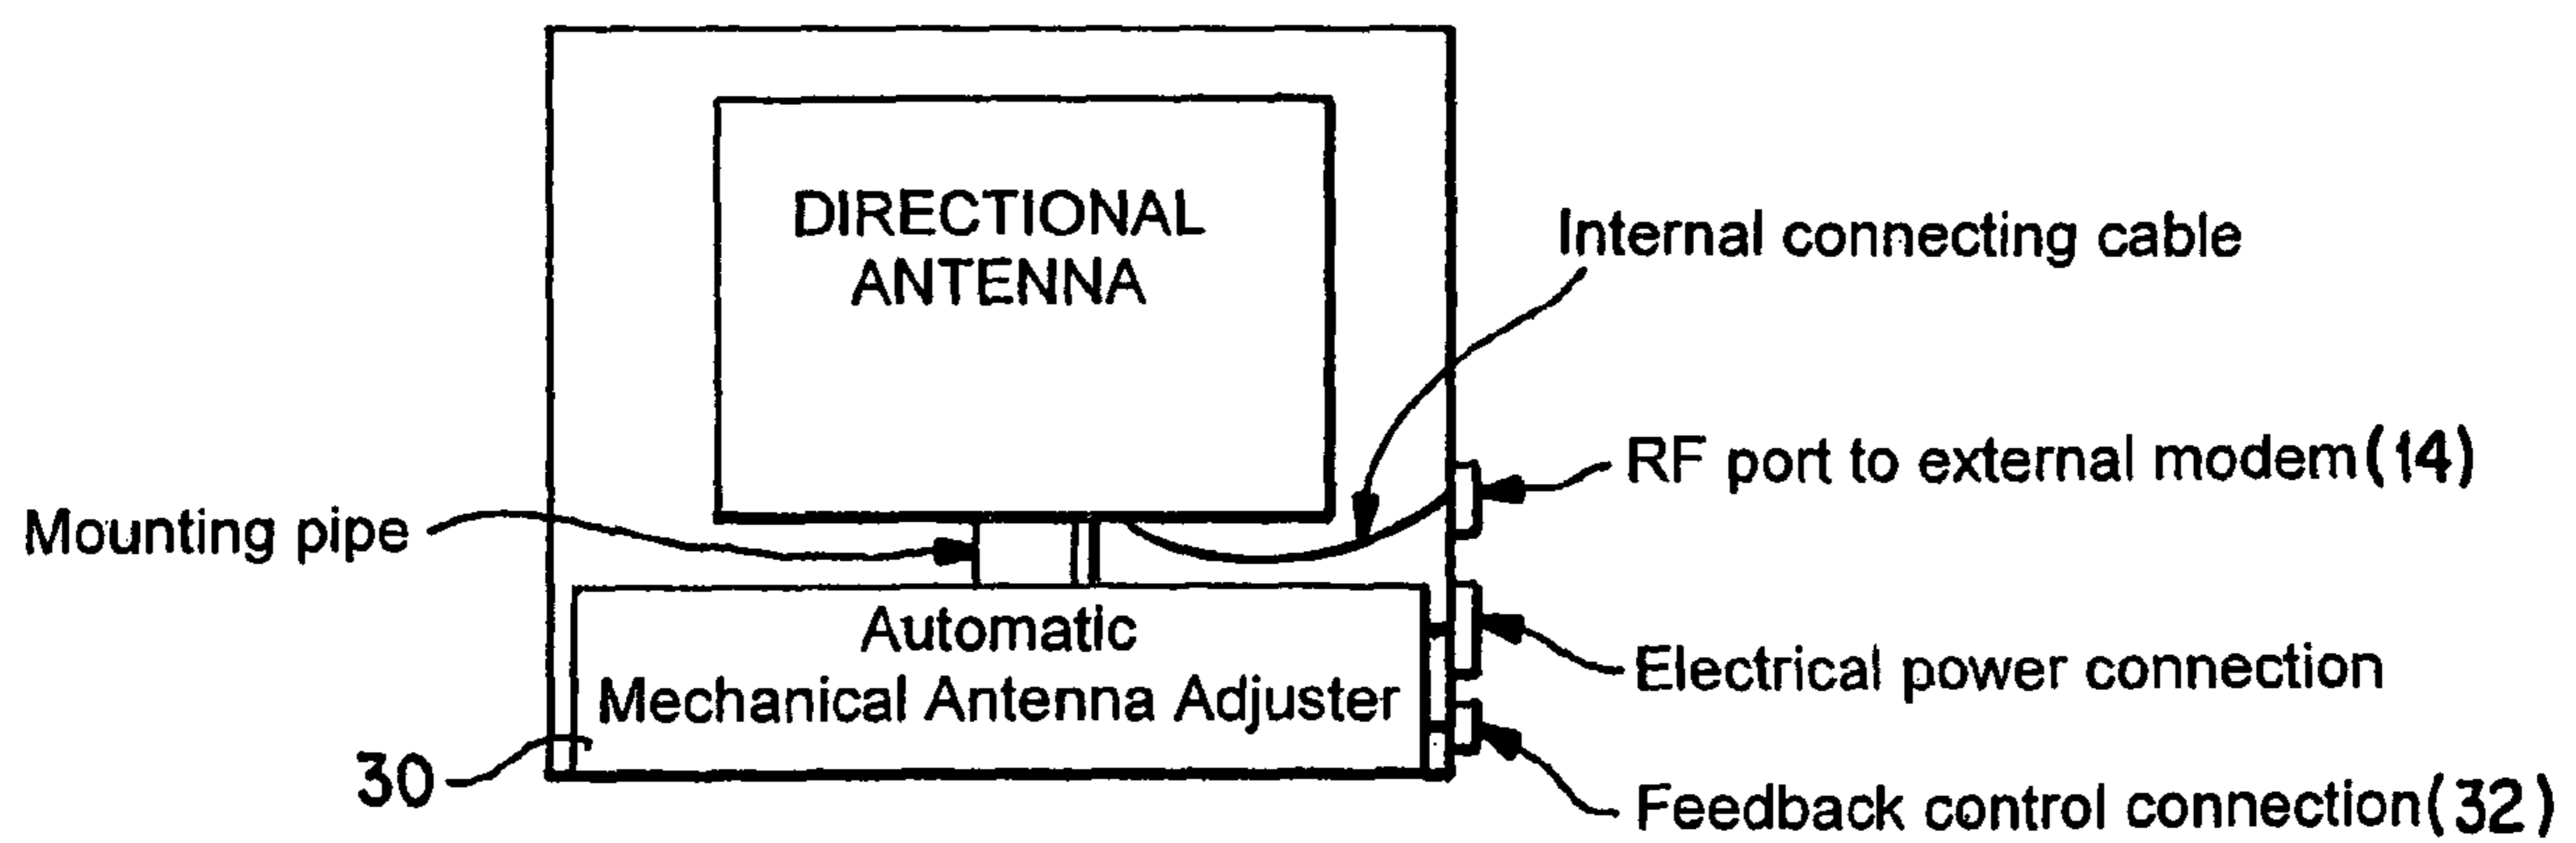 DIRECTIONAL
ANTENNA
Internal connecting cable
RF port to external modem(14)
Mounting pipe
Automatic
Mechanical Antenna Adjuster
Electrical power connection
30
Feedback control connection(32)